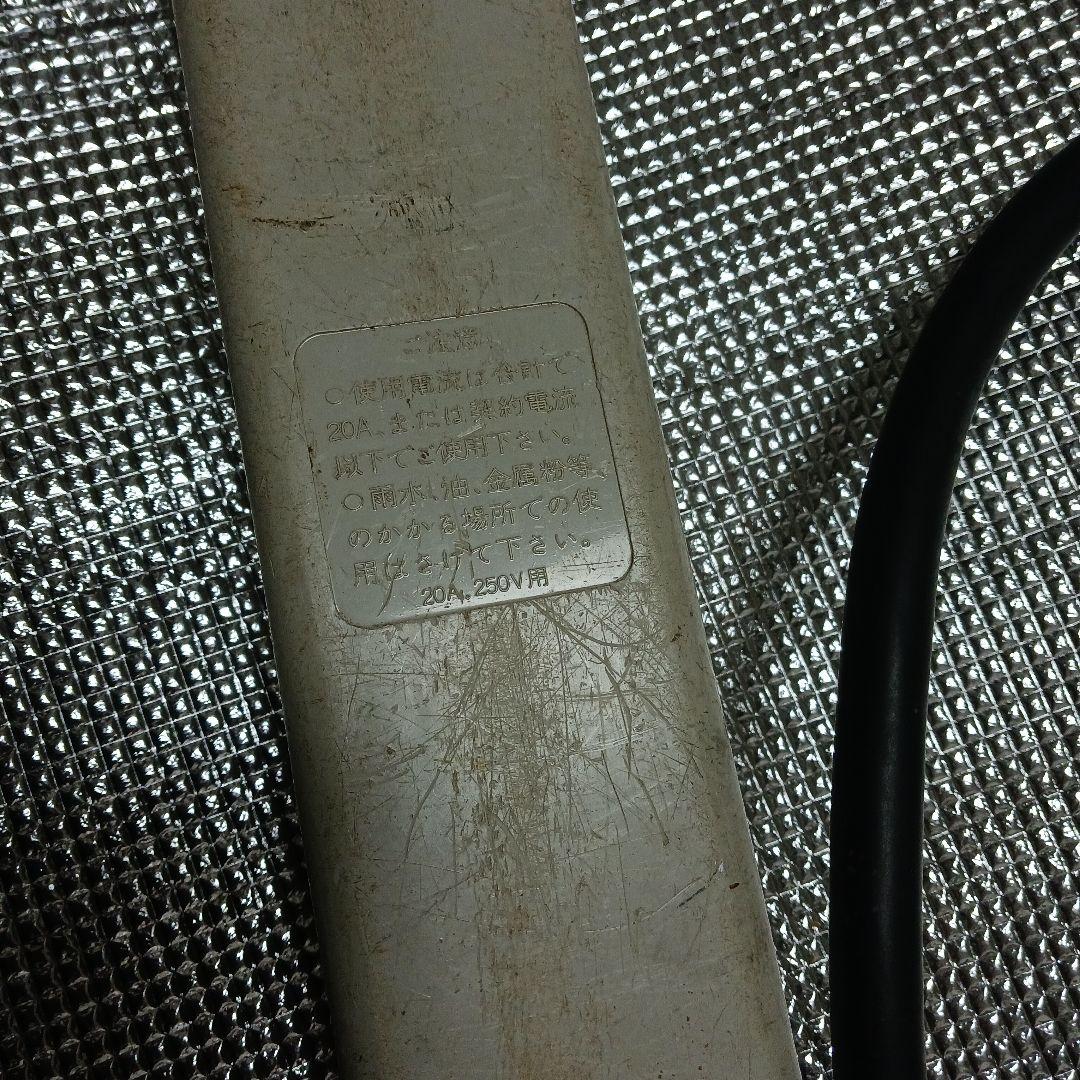 ご注意
○使用電流は合計で
20A、または契約電流
以下でご使用下さい。
○雨水、油、金属粉等、
のかかる場所での使
用はさけて下さい。
20A,250V用